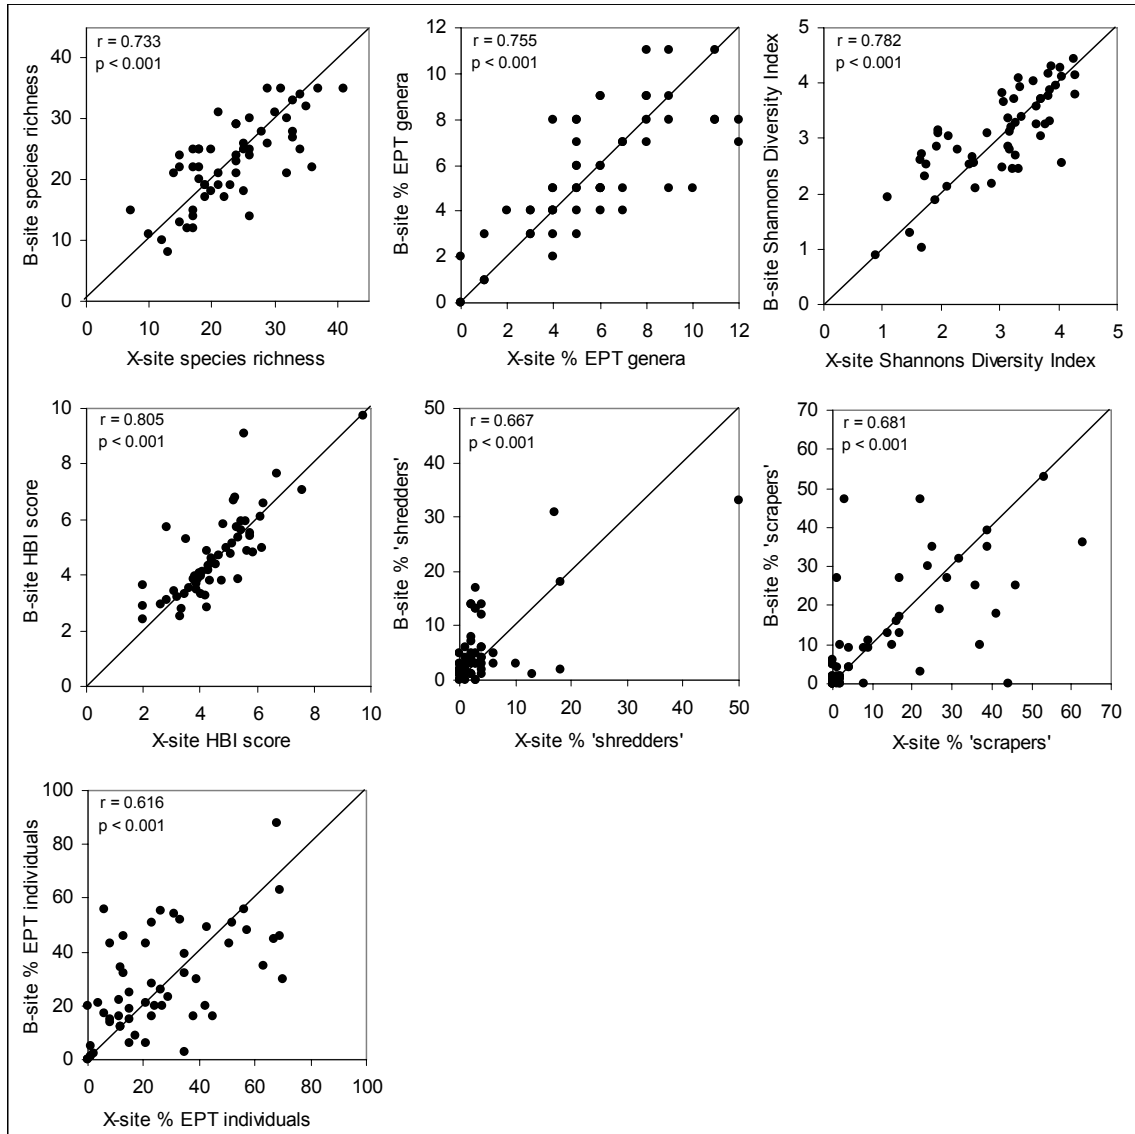 r = 0.733
p < 0.001
B-site species richness
40
30
20
10
0
0 10 20 30 40
X-site species richness
r = 0.755
p < 0.001
B-site % EPT genera
12
10
8
6
4
2
0
0 2 4 6 8 10 12
X-site % EPT genera
r = 0.782
p < 0.001
B-site Shannons Diversity Index
5
4
3
2
1
0
0 1 2 3 4 5
X-site Shannons Diversity Index
r = 0.805
p < 0.001
B-site HBI score
10
8
6
4
2
0
0 2 4 6 8 10
X-site HBI score
r = 0.667
p < 0.001
B-site % 'shredders'
50
40
30
20
10
0
0 10 20 30 40 50
X-site % 'shredders'
r = 0.681
p < 0.001
B-site % 'scrapers'
70
60
50
40
30
20
10
0
0 10 20 30 40 50 60 70
X-site % 'scrapers'
r = 0.616
p < 0.001
B-site % EPT individuals
100
80
60
40
20
0
0 20 40 60 80 100
X-site % EPT individuals